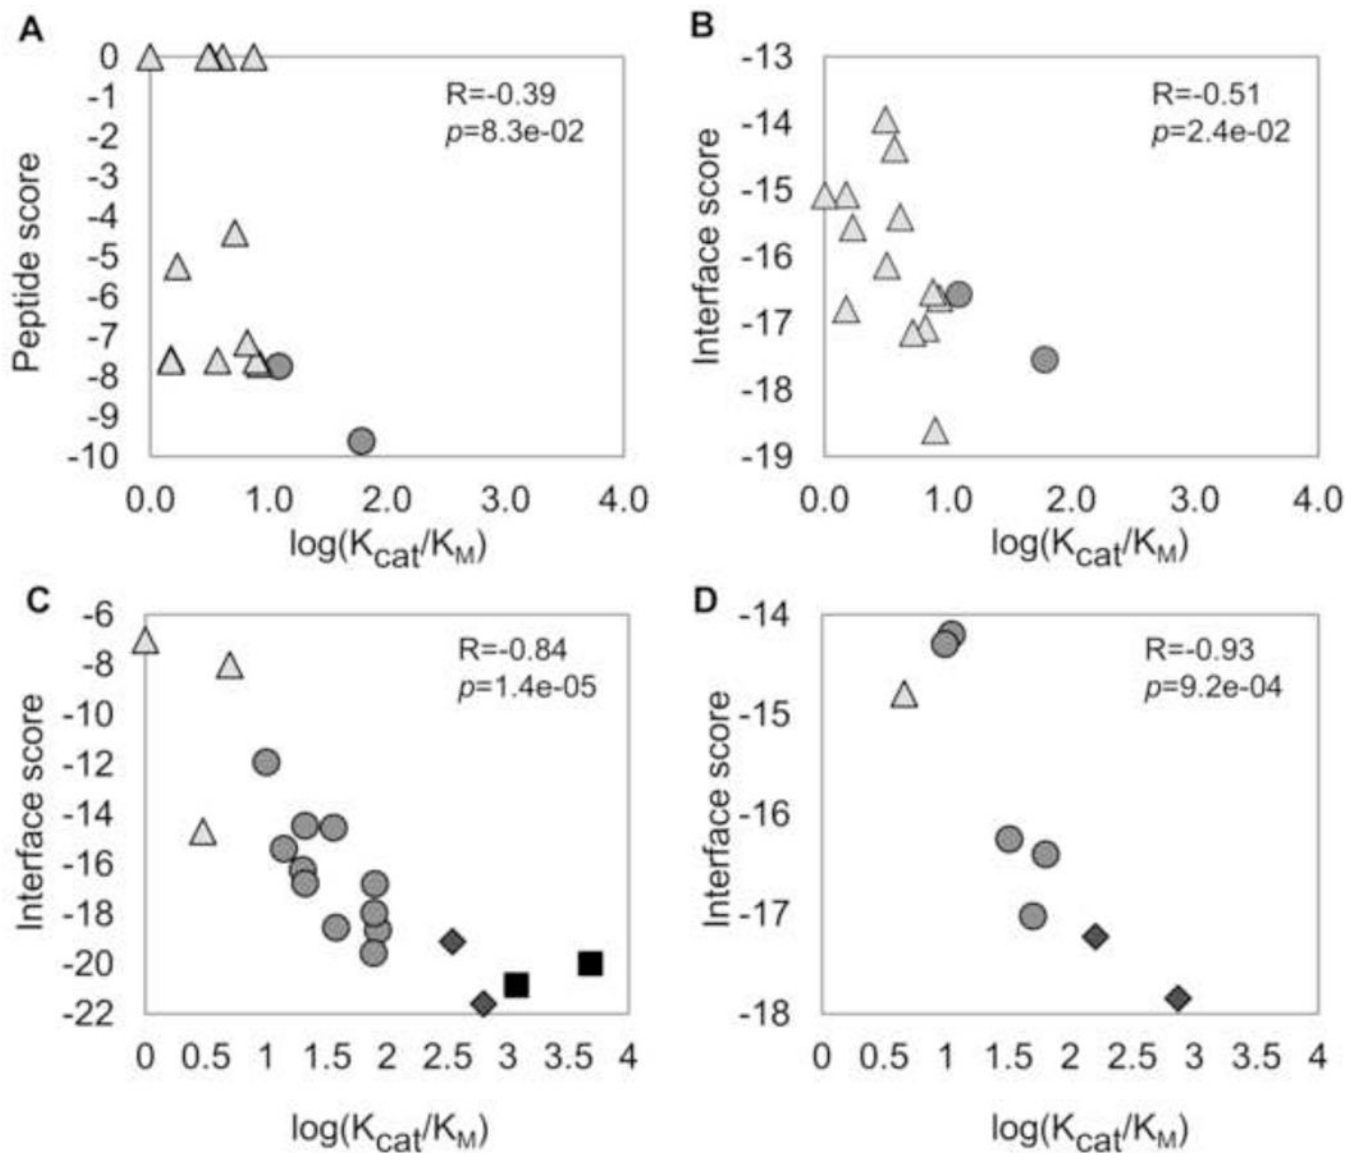 A
Peptide score
0
-1
-2
-3
-4
-5
-6
-7
-8
-9
-10
R=-0.39
p=8.3e-02
0.0 1.0 2.0 3.0 4.0
log(Kcat/KM)
B
Interface score
-13
-14
-15
-16
-17
-18
-19
R=-0.51
p=2.4e-02
0.0 1.0 2.0 3.0 4.0
log(Kcat/KM)
C
Interface score
-6
-8
-10
-12
-14
-16
-18
-20
-22
R=-0.84
p=1.4e-05
0 0.5 1 1.5 2 2.5 3 3.5 4
log(Kcat/KM)
D
Interface score
-14
-15
-16
-17
-18
R=-0.93
p=9.2e-04
0 0.5 1 1.5 2 2.5 3 3.5 4
log(Kcat/KM)